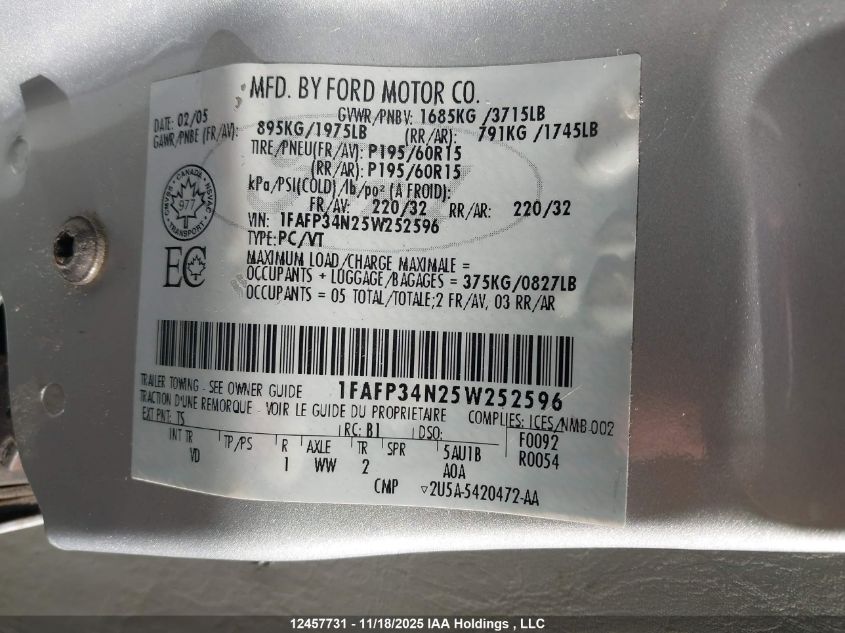 MFD. BY FORD MOTOR CO.
DATE: 02/05 GVWR/PNBV: 1685KG /3715LB
GAWR/PNBE (FR/AV): 895KG/1975LB (RR/AR): 791KG /1745LB
TIRE/PNEU(FR/AV): P195/60R15
(RR/AR): P195/60R15
kPa/PSI(COLD)/lb/po² (A FROID):
FR/AV: 220/32 RR/AR: 220/32
VIN: 1FAFP34N25W252596
TYPE: PC/VT
CANADA
977
TRANSPORT
CMVSS
NSVAC
EC
MAXIMUM LOAD/CHARGE MAXIMALE =
OCCUPANTS + LUGGAGE/BAGAGES = 375KG/0827LB
OCCUPANTS = 05 TOTAL/TOTALE;2 FR/AV, 03 RR/AR
TRAILER TOWING - SEE OWNER GUIDE 1FAFP34N25W252596
TRACTION D'UNE REMORQUE - VOIR LE GUIDE DU PROPRIETAIRE COMPLIES: ICES/NMB-002
EXT PNT: TS RC: B1 DSO: F0092
INT TR TP/PS R AXLE TR SPR 5AU1B R0054
VD 1 WW 2 A0A
CMP ▿2U5A-5420472-AA
12457731 - 11/18/2025 IAA Holdings , LLC